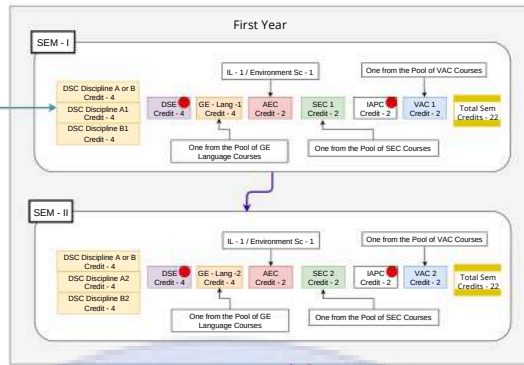 First Year
SEM - I
IL - 1 / Environment Sc - 1
One from the Pool of VAC Courses
DSC Discipline A or B
Credit - 4
DSC Discipline A1
Credit - 4
DSC Discipline B1
Credit - 4
DSE
Credit - 4
GE - Lang -1
Credit - 4
AEC
Credit - 2
SEC 1
Credit - 2
IAPC
Credit - 2
VAC 1
Credit - 2
Total Sem
Credits - 22
One from the Pool of GE
Language Courses
One from the Pool of SEC Courses
SEM - II
IL - 1 / Environment Sc - 1
One from the Pool of VAC Courses
DSC Discipline A or B
Credit - 4
DSC Discipline A2
Credit - 4
DSC Discipline B2
Credit - 4
DSE
Credit - 4
GE - Lang -2
Credit - 4
AEC
Credit - 2
SEC 2
Credit - 2
IAPC
Credit - 2
VAC 2
Credit - 2
Total Sem
Credits - 22
One from the Pool of GE
Language Courses
One from the Pool of SEC Courses